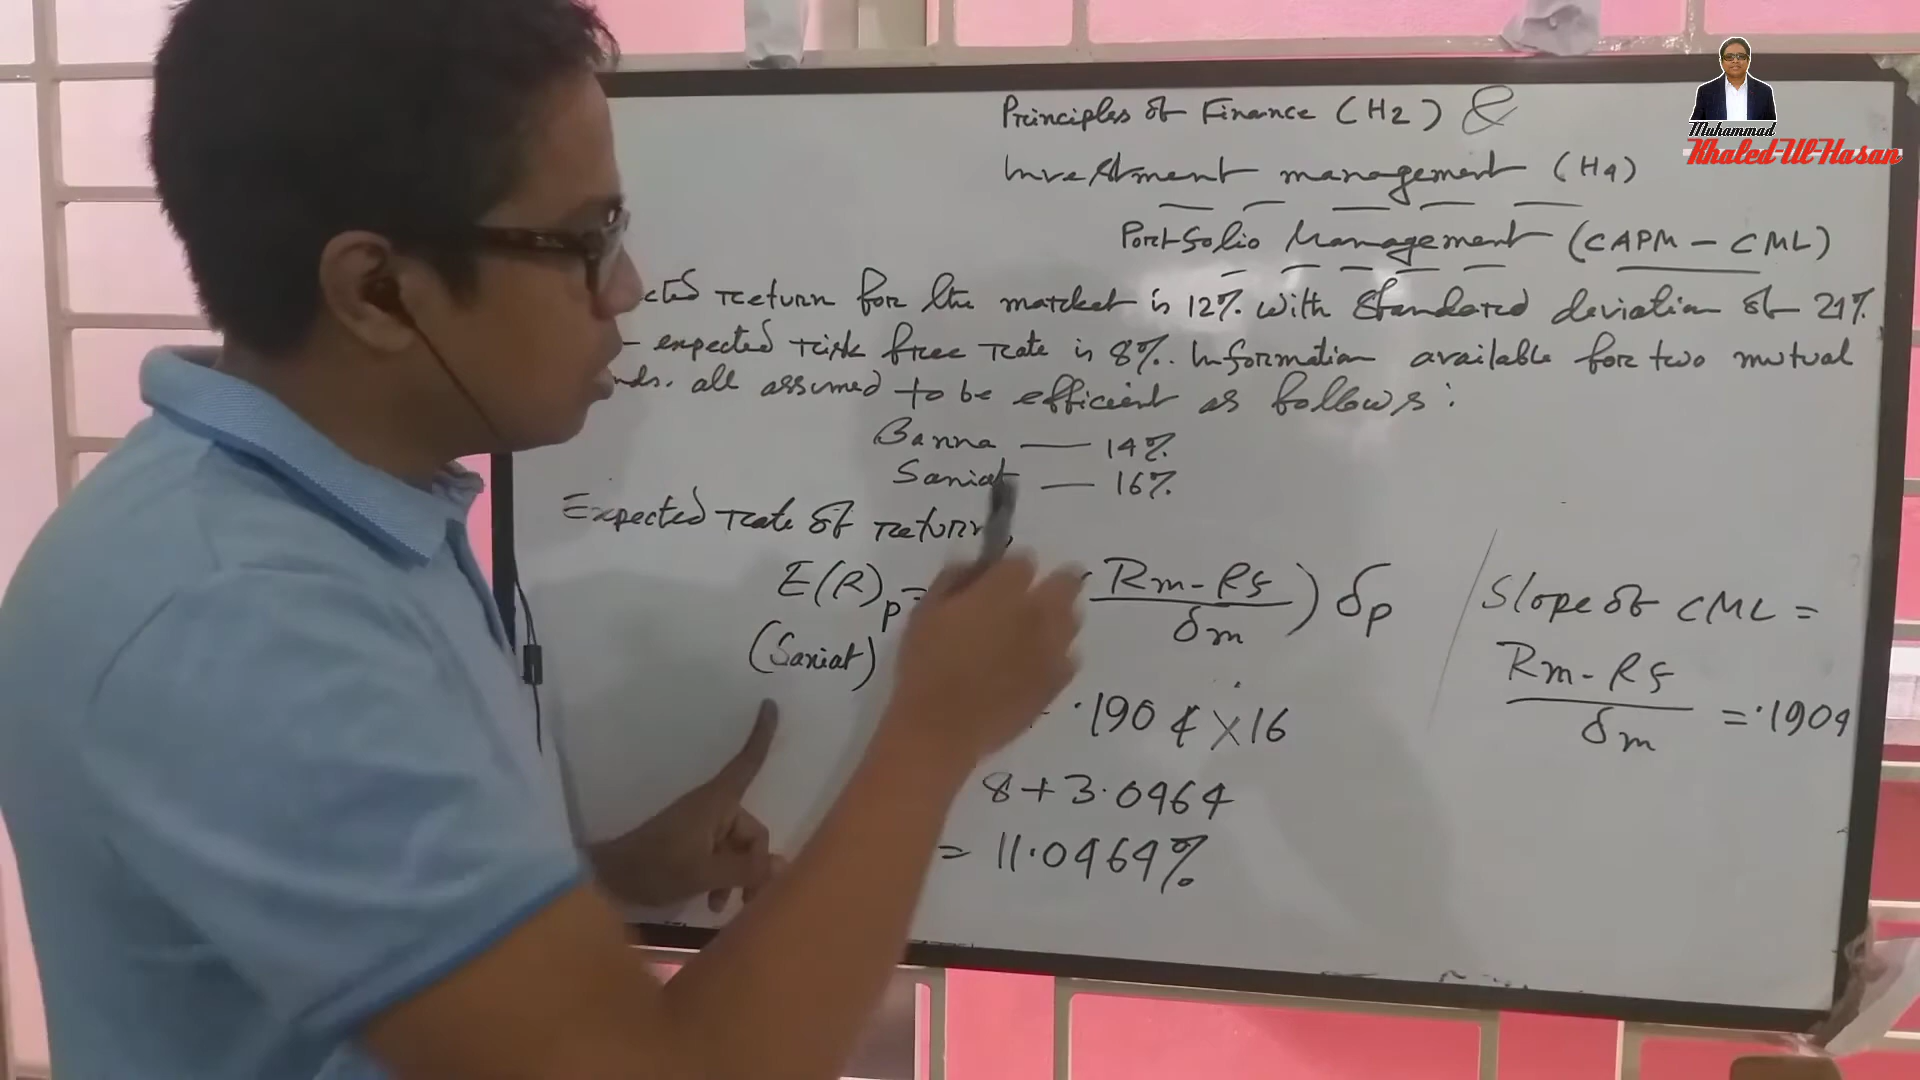 Principles of Finance (H2) &
Investment management (H4)
Portfolio Management (CAPM - CML)
cted return for the market is 12%. with standard deviation of 21%
expected risk free rate is 8%. Information available for two mutual
nds. all assumed to be efficient as follows:
Banna — 14%
Saniat — 16%
Expected rate of return,
E(R)p = (Rm - Rf / δm) δp
(Saniat)
.1904 × 16
8 + 3.0464
= 11.0464%
Slope of CML =
Rm - Rf / δm = .1904
Muhammad
Khaled-Ul-Hasan